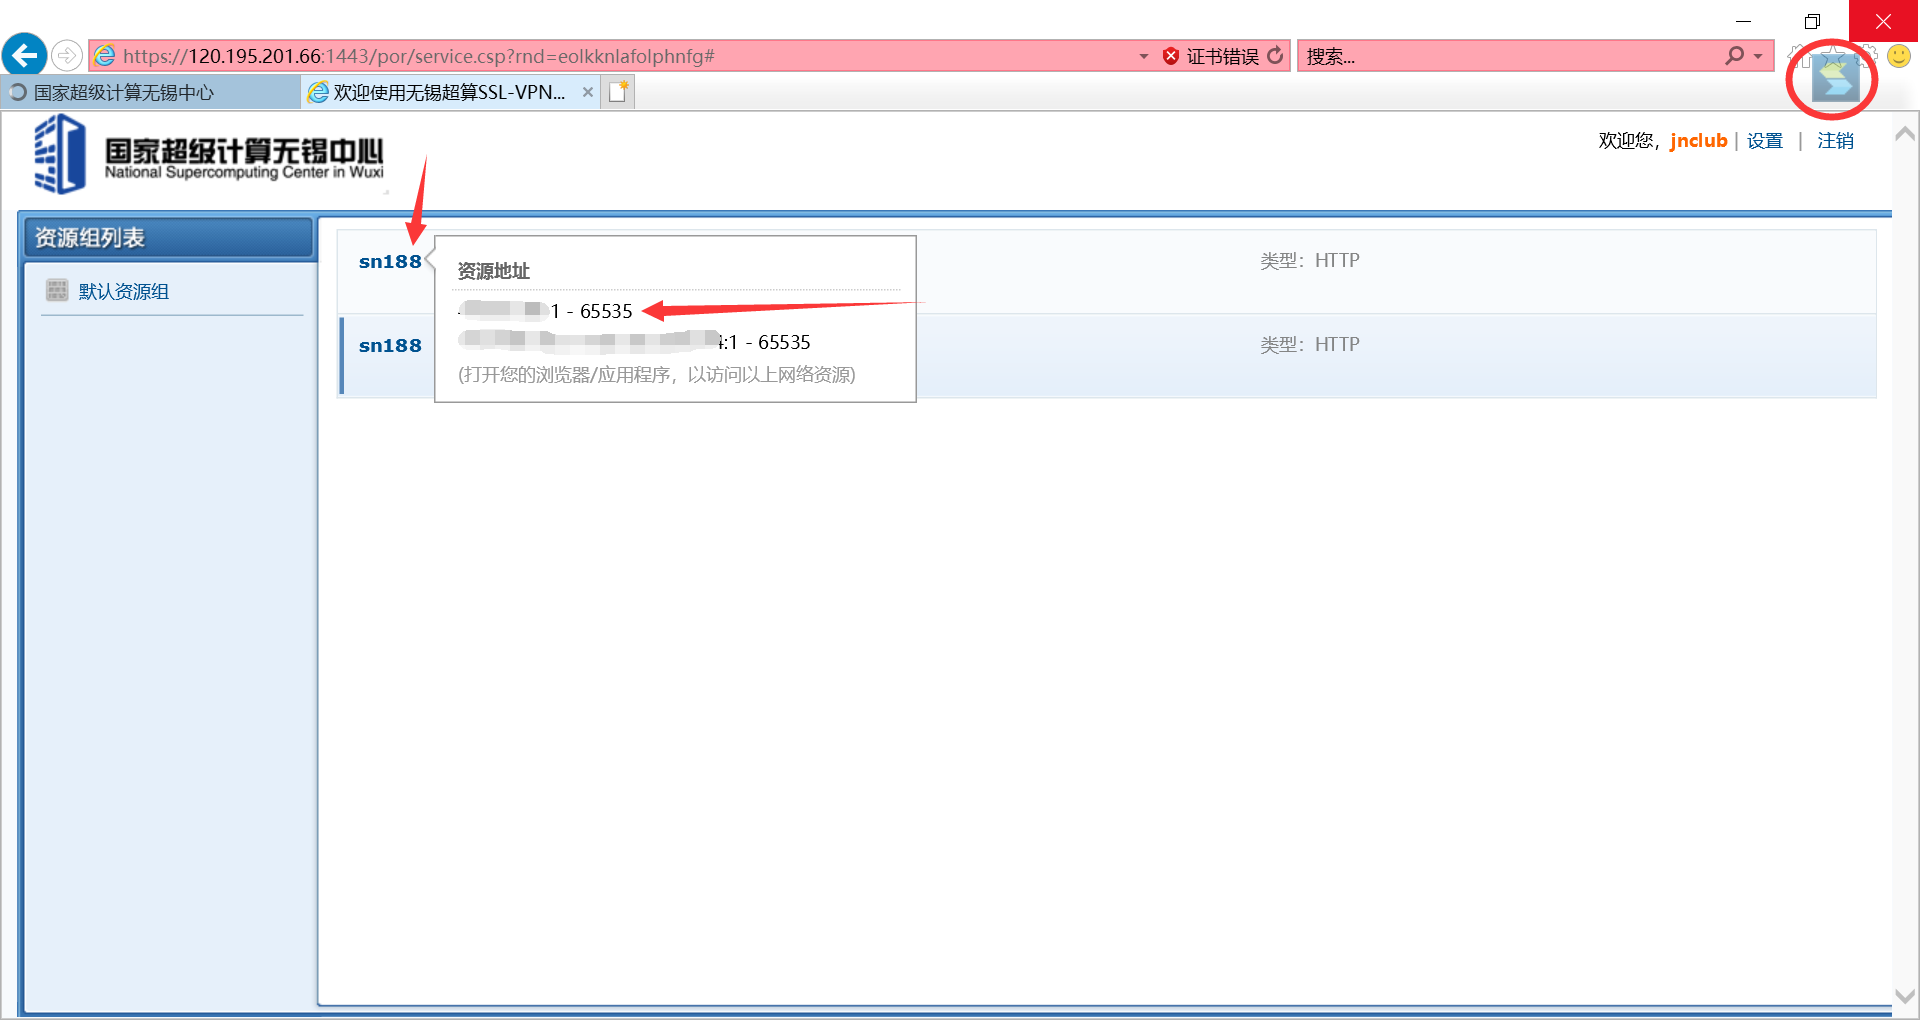 https://120.195.201.66:1443/por/service.csp?rnd=eolkknlafolphnfg#
证书错误
搜索...
国家超级计算无锡中心
欢迎使用无锡超算SSL-VPN...
国家超级计算无锡中心
National Supercomputing Center in Wuxi
欢迎您，jnclub | 设置 | 注销
资源组列表
默认资源组
sn188
类型：HTTP
资源地址
1 - 65535
:1 - 65535
(打开您的浏览器/应用程序，以访问以上网络资源)
sn188
类型：HTTP